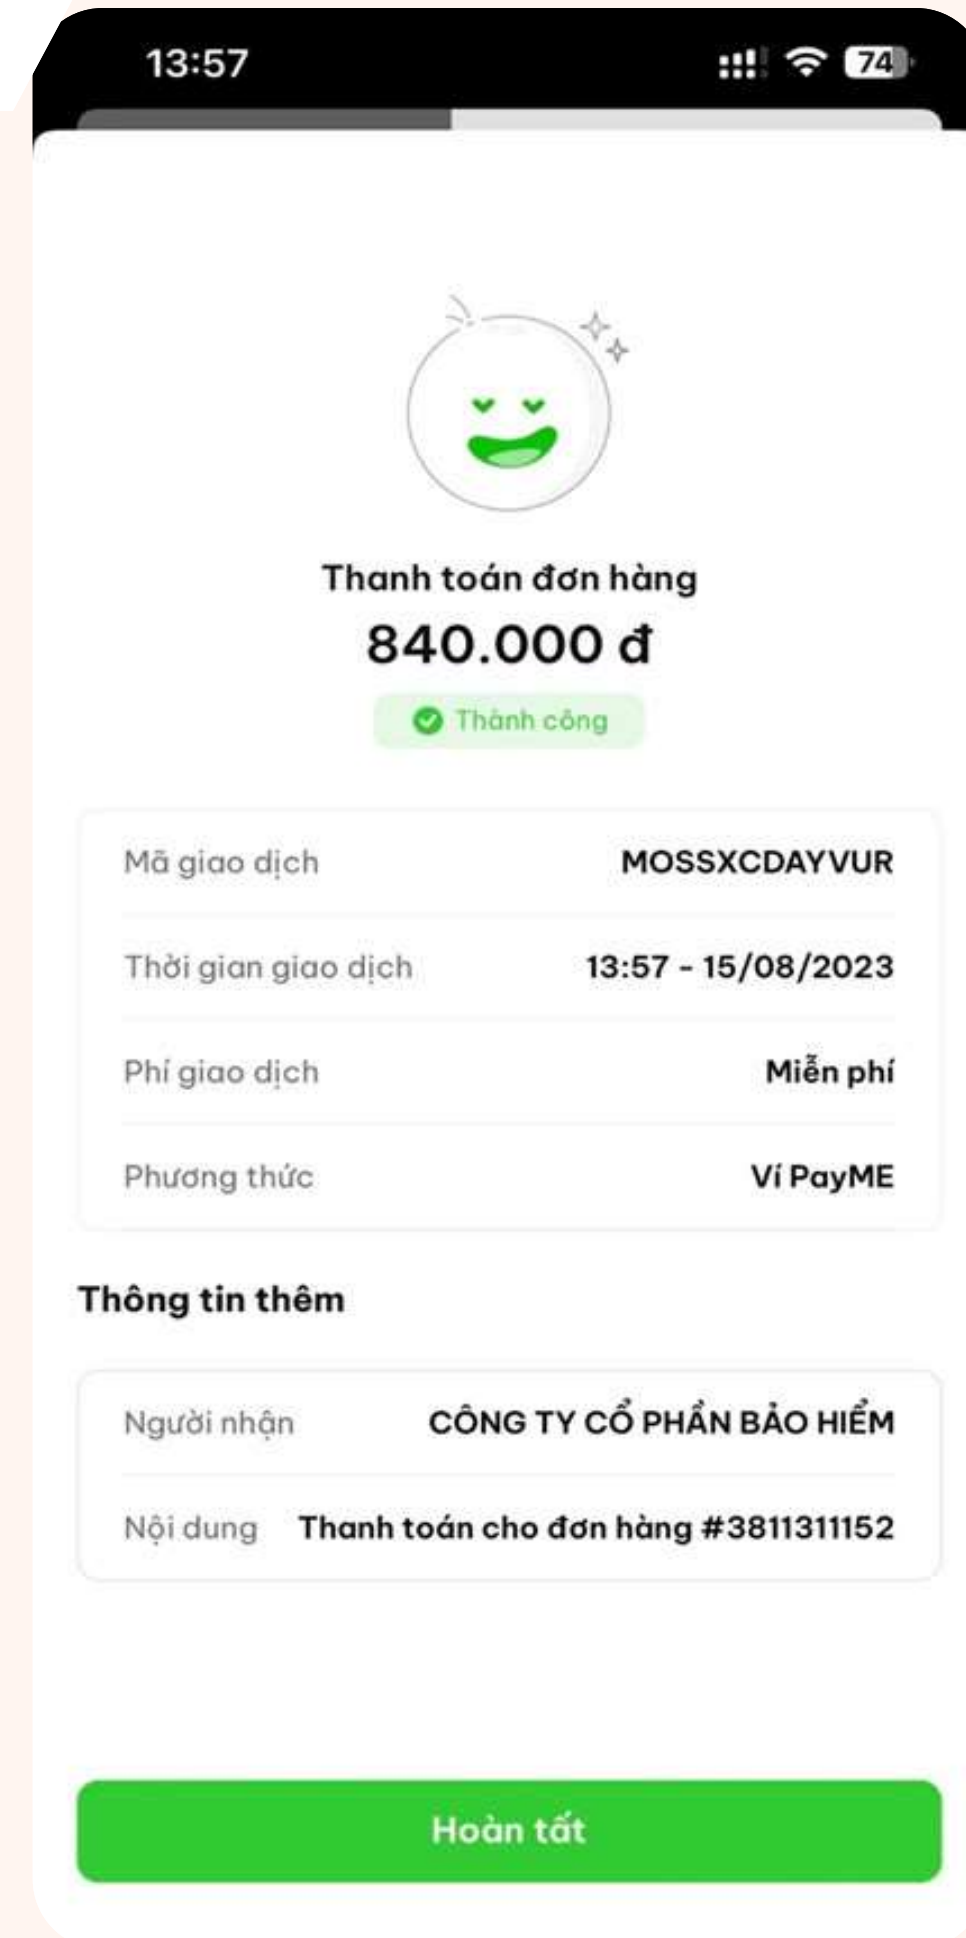 13:57
74
Thanh toán đơn hàng
840.000 đ
Thành công
Mã giao dịch MOSSXCDAYVUR
Thời gian giao dịch 13:57 - 15/08/2023
Phí giao dịch Miễn phí
Phương thức Ví PayME
Thông tin thêm
Người nhận CÔNG TY CỔ PHẦN BẢO HIỂM
Nội dung Thanh toán cho đơn hàng #3811311152
Hoàn tất